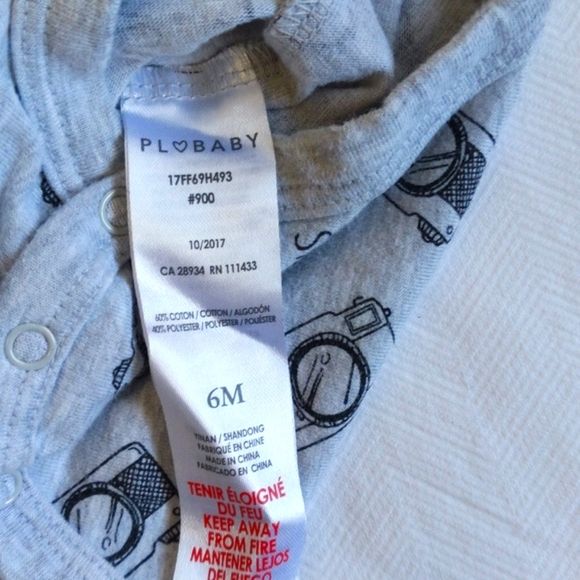 PL♡BABY
17FF69H493
#900
10/2017
CA 28934 RN 111433
60% COTON / COTTON / ALGODÓN
40% POLYESTER / POLYESTER / POLIÉSTER
6M
/ SHANDONG
FABRIQUÉ EN CHINE
MADE IN CHINA
FABRICADO EN CHINA
TENIR ÉLOIGNÉ
DU FEU
KEEP AWAY
FROM FIRE
MANTENER LEJOS
DEL FUEGO